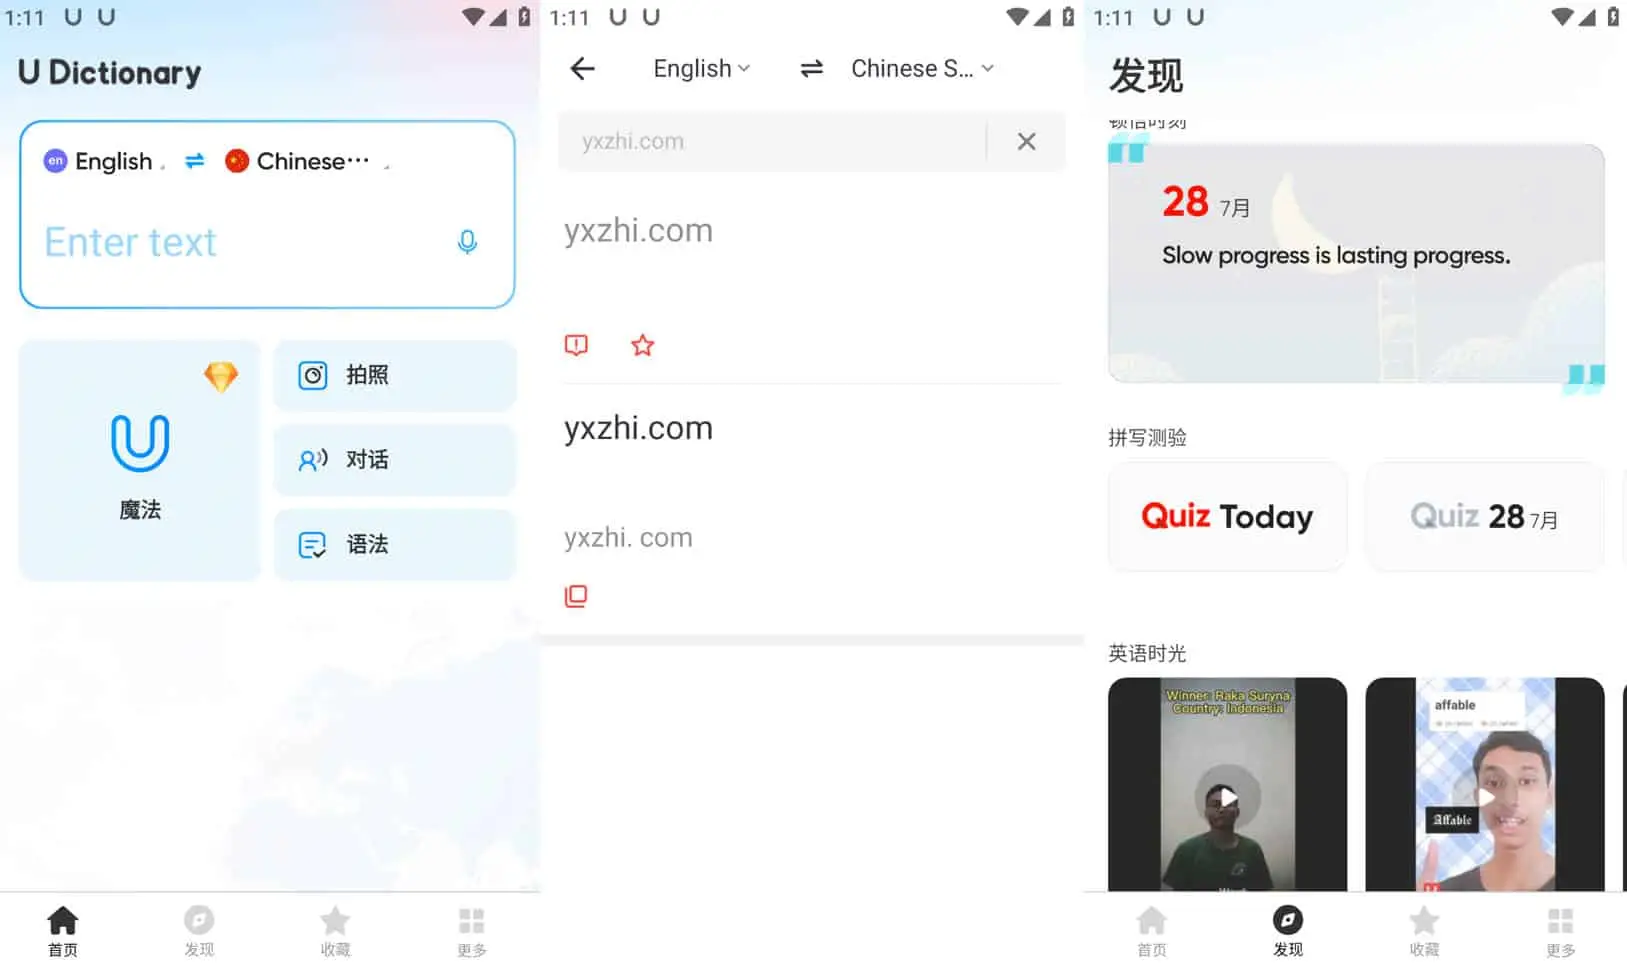 1:11
U Dictionary
en English
Chinese…
Enter text
魔法
拍照
对话
语法
首页
发现
收藏
更多
1:11
English
Chinese S...
yxzhi.com
yxzhi.com
yxzhi.com
yxzhi. com
1:11
发现
顿悟时刻
28 7月
Slow progress is lasting progress.
拼写测验
Quiz Today
Quiz 28 7月
英语时光
Winner: Raka Suryna
Country: Indonesia
affable
Affable
首页
发现
收藏
更多